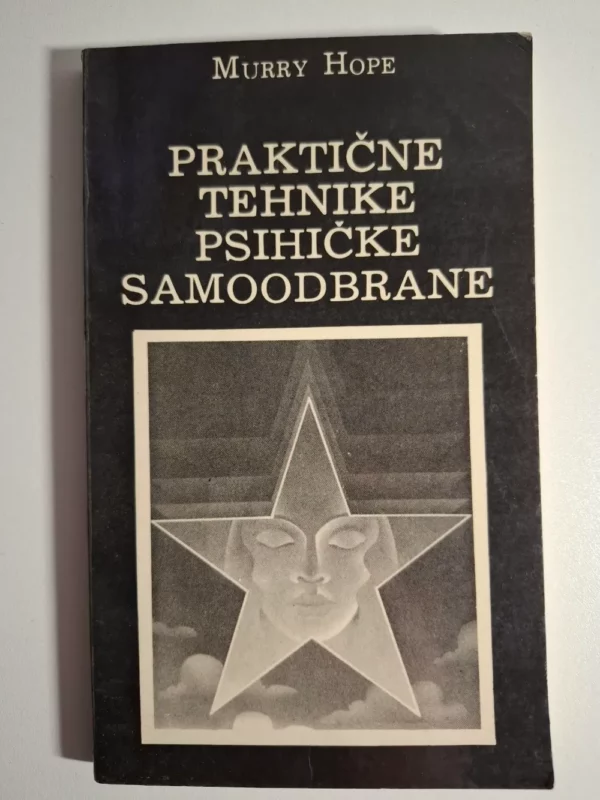 MURRY HOPE
PRAKTIČNE
TEHNIKE
PSIHIČKE
SAMOODBRANE